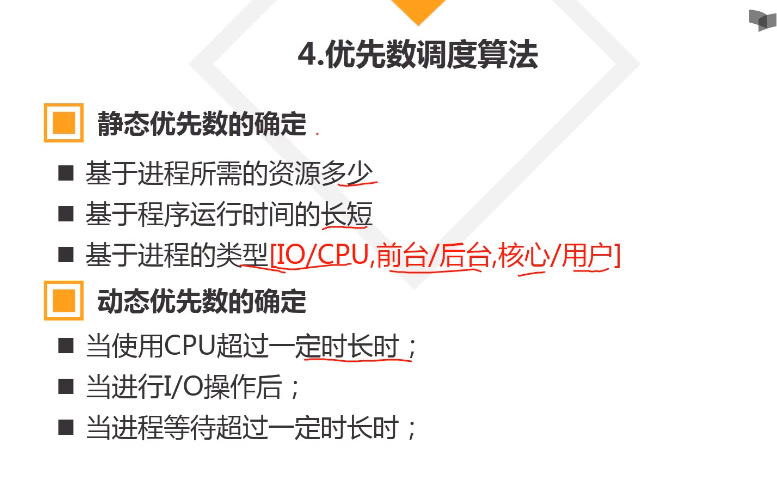 4.优先数调度算法
静态优先数的确定
基于进程所需的资源多少
基于程序运行时间的长短
基于进程的类型[IO/CPU,前台/后台,核心/用户]
动态优先数的确定
当使用CPU超过一定时长时；
当进行I/O操作后；
当进程等待超过一定时长时；